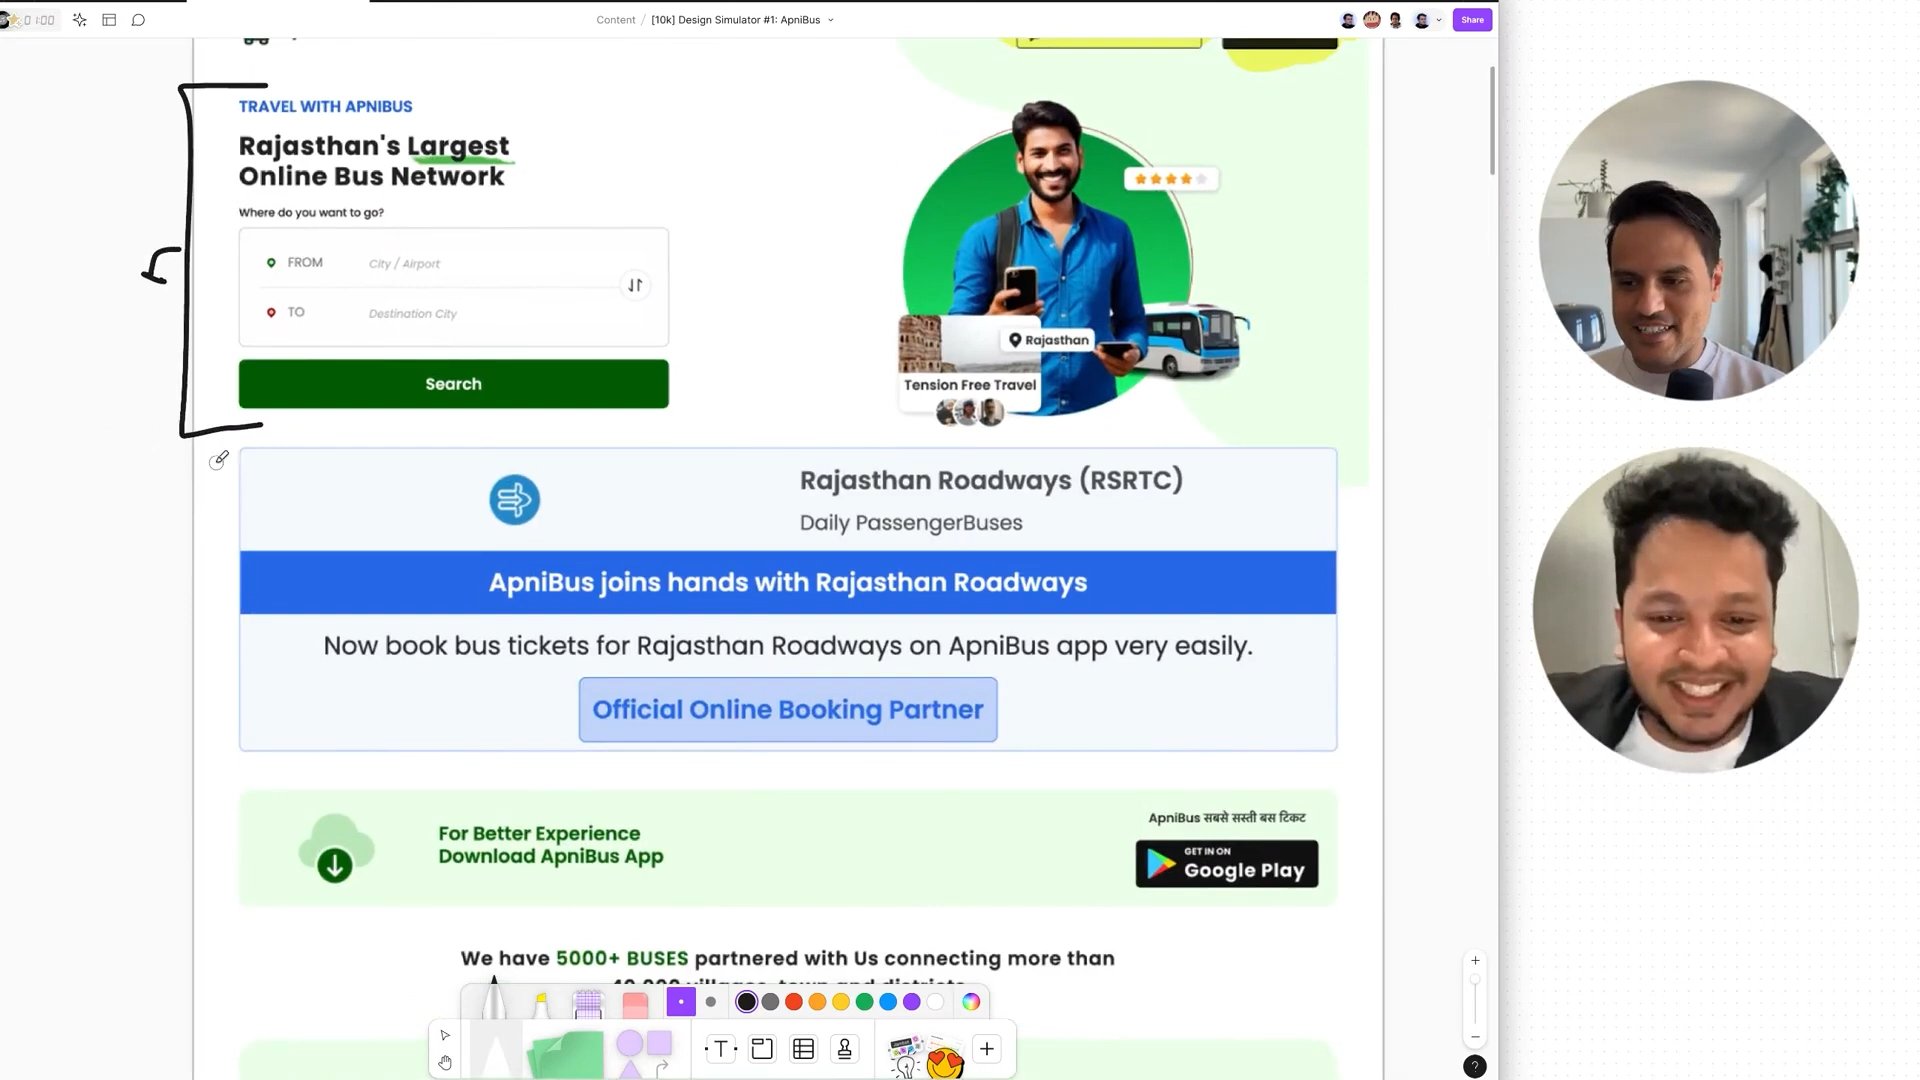 0 1:00
Content / [10k] Design Simulator #1: ApniBus
Share
TRAVEL WITH APNIBUS
Rajasthan's Largest
Online Bus Network
Where do you want to go?
FROM City / Airport
TO Destination City
Search
Rajasthan
Tension Free Travel
Rajasthan Roadways (RSRTC)
Daily PassengerBuses
ApniBus joins hands with Rajasthan Roadways
Now book bus tickets for Rajasthan Roadways on ApniBus app very easily.
Official Online Booking Partner
For Better Experience
Download ApniBus App
ApniBus सबसे सस्ती बस टिकट
GET IN ON
Google Play
We have 5000+ BUSES partnered with Us connecting more than
T
?